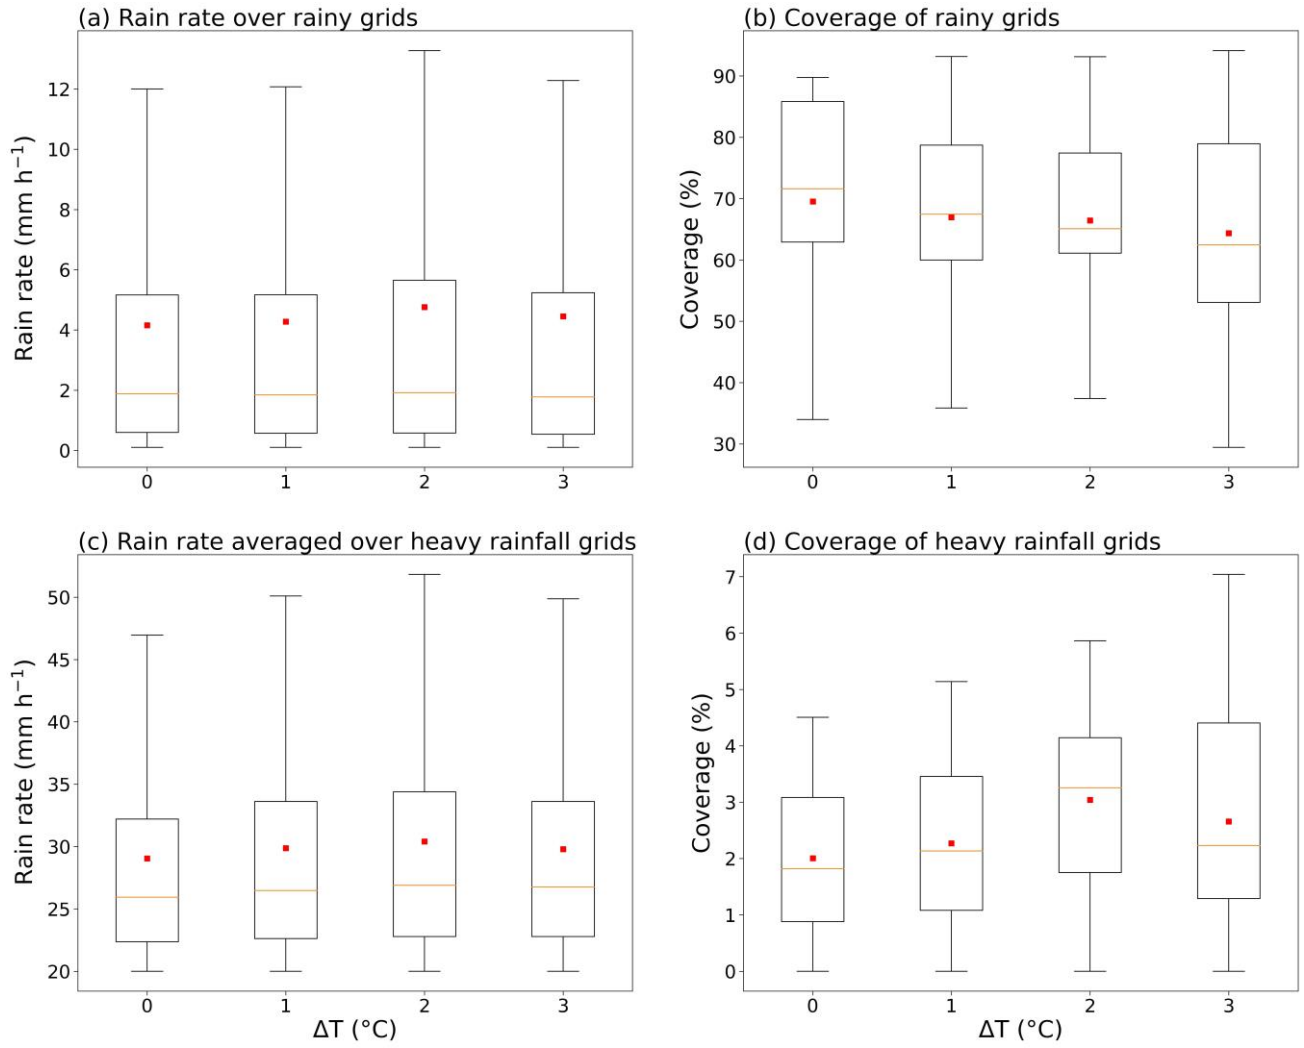 (a) Rain rate over rainy grids
Rain rate (mm h⁻¹)
12
10
8
6
4
2
0
0 1 2 3
(b) Coverage of rainy grids
Coverage (%)
90
80
70
60
50
40
30
0 1 2 3
(c) Rain rate averaged over heavy rainfall grids
Rain rate (mm h⁻¹)
50
45
40
35
30
25
20
0 1 2 3
ΔT (°C)
(d) Coverage of heavy rainfall grids
Coverage (%)
7
6
5
4
3
2
1
0
0 1 2 3
ΔT (°C)